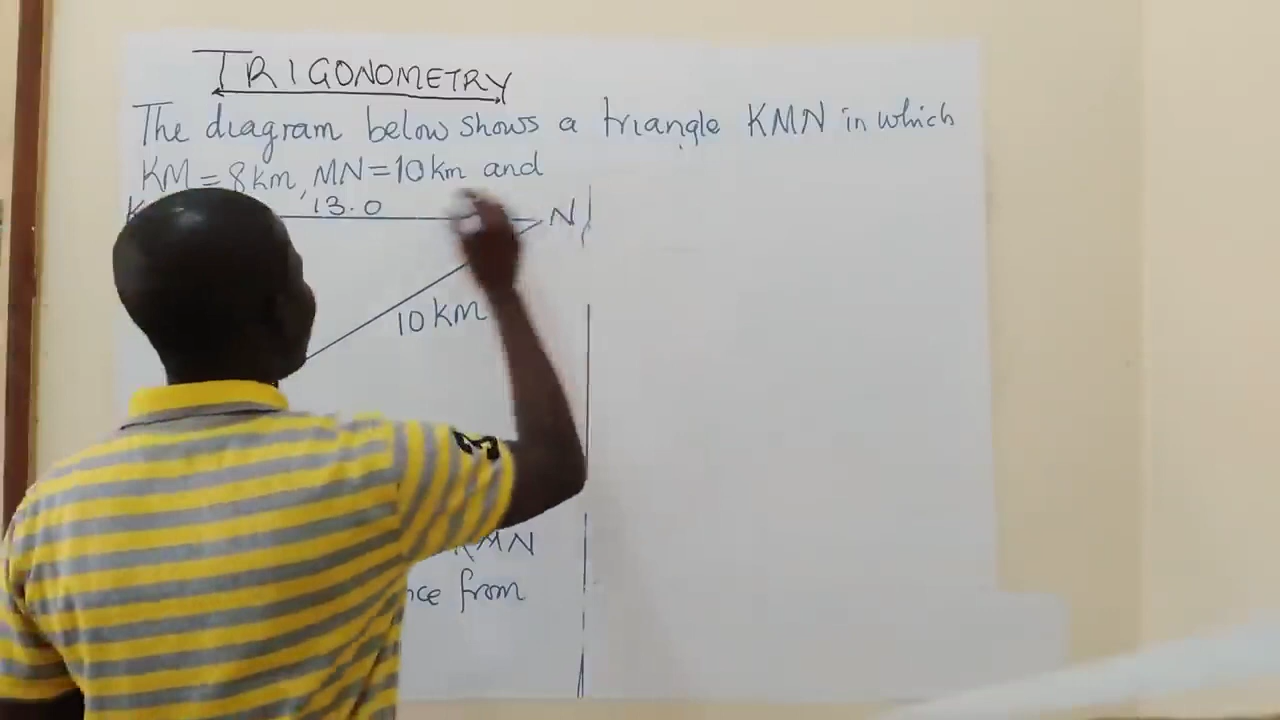 TRIGONOMETRY
The diagram below shows a triangle KMN in which
KM = 8km, MN = 10km and
K 13.0 N
10 KM
KMN
from